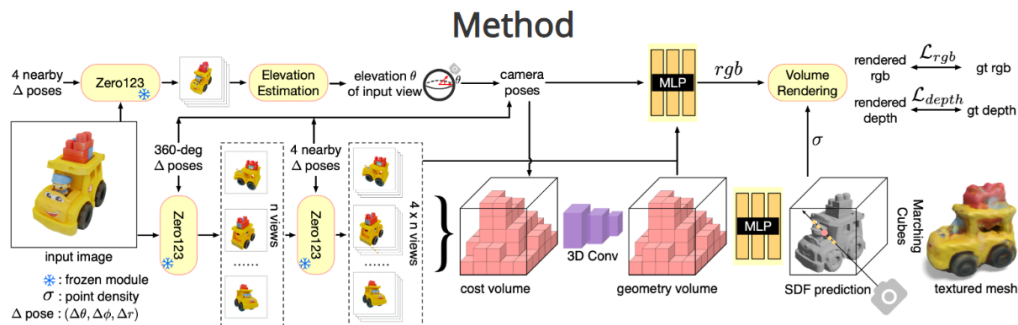 Method
4 nearby
Δ poses
Zero123
Elevation
Estimation
elevation θ
of input view
θ
camera
poses
MLP
rgb
Volume
Rendering
rendered
rgb
L_rgb
gt rgb
rendered
depth
L_depth
gt depth
σ
360-deg
Δ poses
4 nearby
Δ poses
Zero123
n views
......
Zero123
4 x n views
......
input image
cost volume
3D Conv
geometry volume
MLP
SDF prediction
Marching
Cubes
textured mesh
: frozen module
σ : point density
Δ pose : (Δθ, Δϕ, Δr)